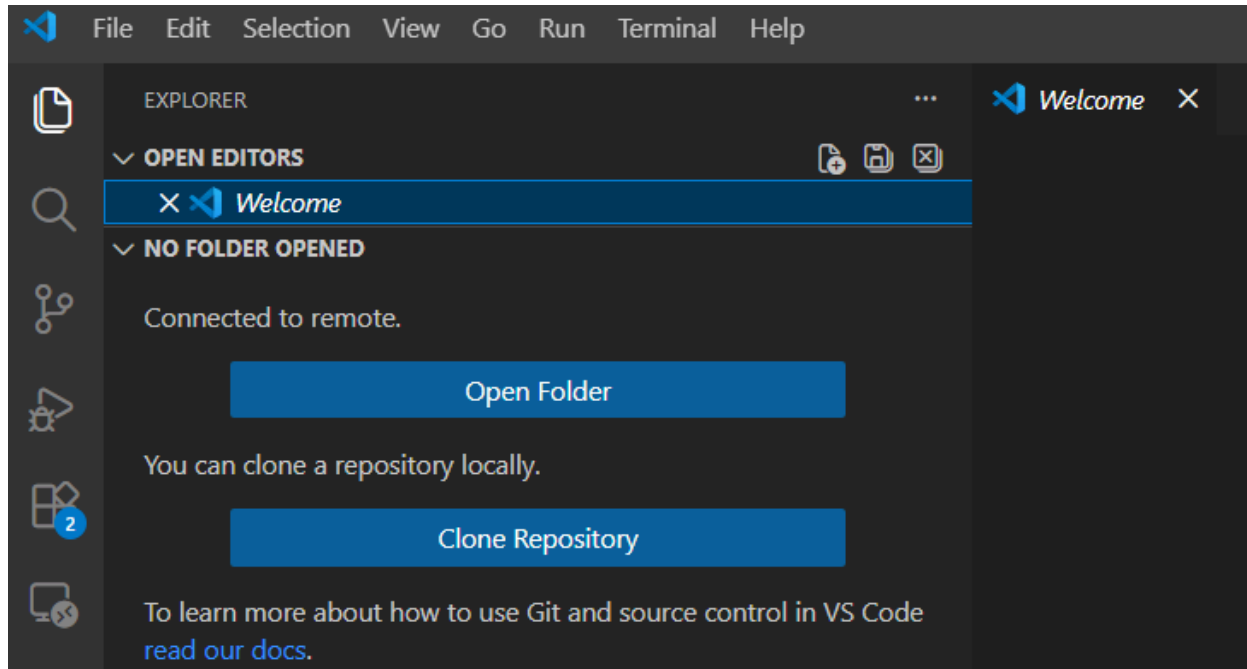 File Edit Selection View Go Run Terminal Help
EXPLORER
Welcome
OPEN EDITORS
Welcome
NO FOLDER OPENED
Connected to remote.
Open Folder
You can clone a repository locally.
Clone Repository
2
To learn more about how to use Git and source control in VS Code
read our docs.